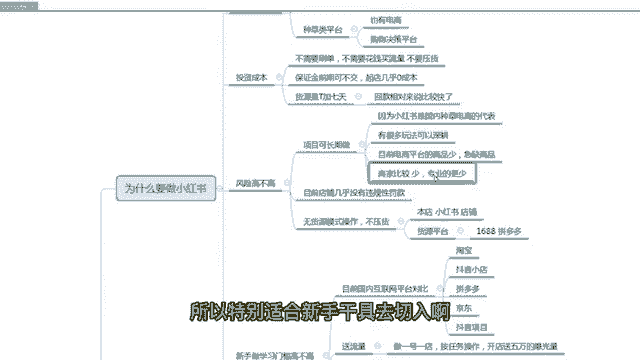 也有电商
种草类平台
购物决策平台
不需要刷单，不需要花钱买流量 不要压货
投资成本
保证金前期可不交，起店几乎0成本
货源是T加七天
回款相对来说比较快了
因为小红书是国内种草电商的代表
项目可长期做
有很多玩法可以深耕
目前电商平台的商品少，急缺商品
商家比较 少，专业的更少
为什么要做小红书
风险高不高
目前店铺几乎没有违规性罚款
无货源模式操作，不压货
本店 小红书 店铺
货源平台
1688 拼多多
淘宝
抖音小店
目前国内互联网平台对比
拼多多
京东
抖音项目
所以特别适合新手干具去切入啊
新手做学习门槛高不高
送流量
做一号一店，按任务操作，开店送五万的曝光量